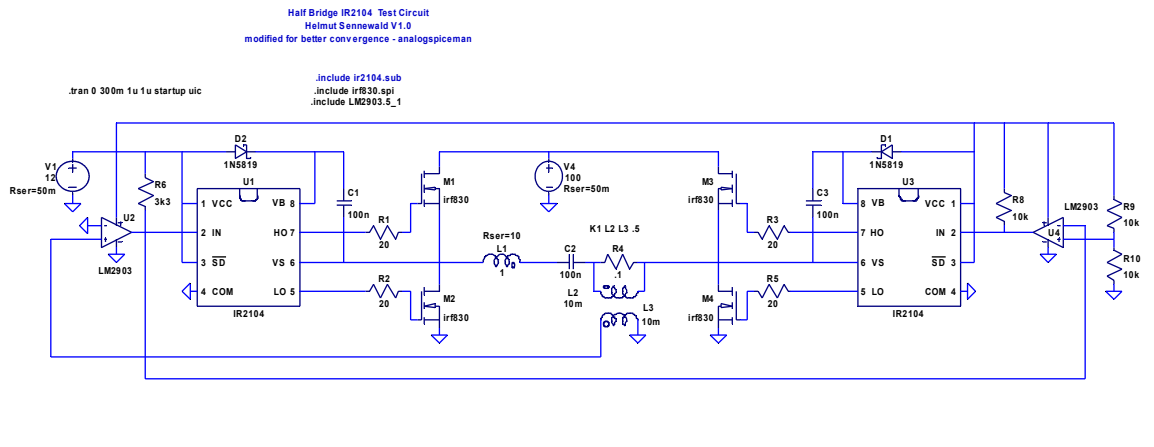 Half Bridge IR2104 Test Circuit
Helmut Sennewald V1.0
modified for better convergence - analogspiceman
.include ir2104.sub
.tran 0 300m 1u 1u startup uic
.include irf830.spi
.include LM2903.5_1
V1
12
Rser=50m
R6
3k3
D2
1N5819
U1
1 VCC
VB 8
2 IN
HO 7
3 SD
VS 6
4 COM
LO 5
IR2104
U2
LM2903
C1
100n
R1
20
R2
20
M1
irf830
M2
irf830
V4
100
Rser=50m
Rser=10
L1
1
C2
100n
K1 L2 L3 .5
R4
.1
L2
10m
L3
10m
M3
irf830
M4
irf830
R3
20
R5
20
C3
100n
D1
1N5819
U3
8 VB
VCC 1
7 HO
IN 2
6 VS
SD 3
5 LO
COM 4
IR2104
R8
10k
LM2903
U4
R9
10k
R10
10k